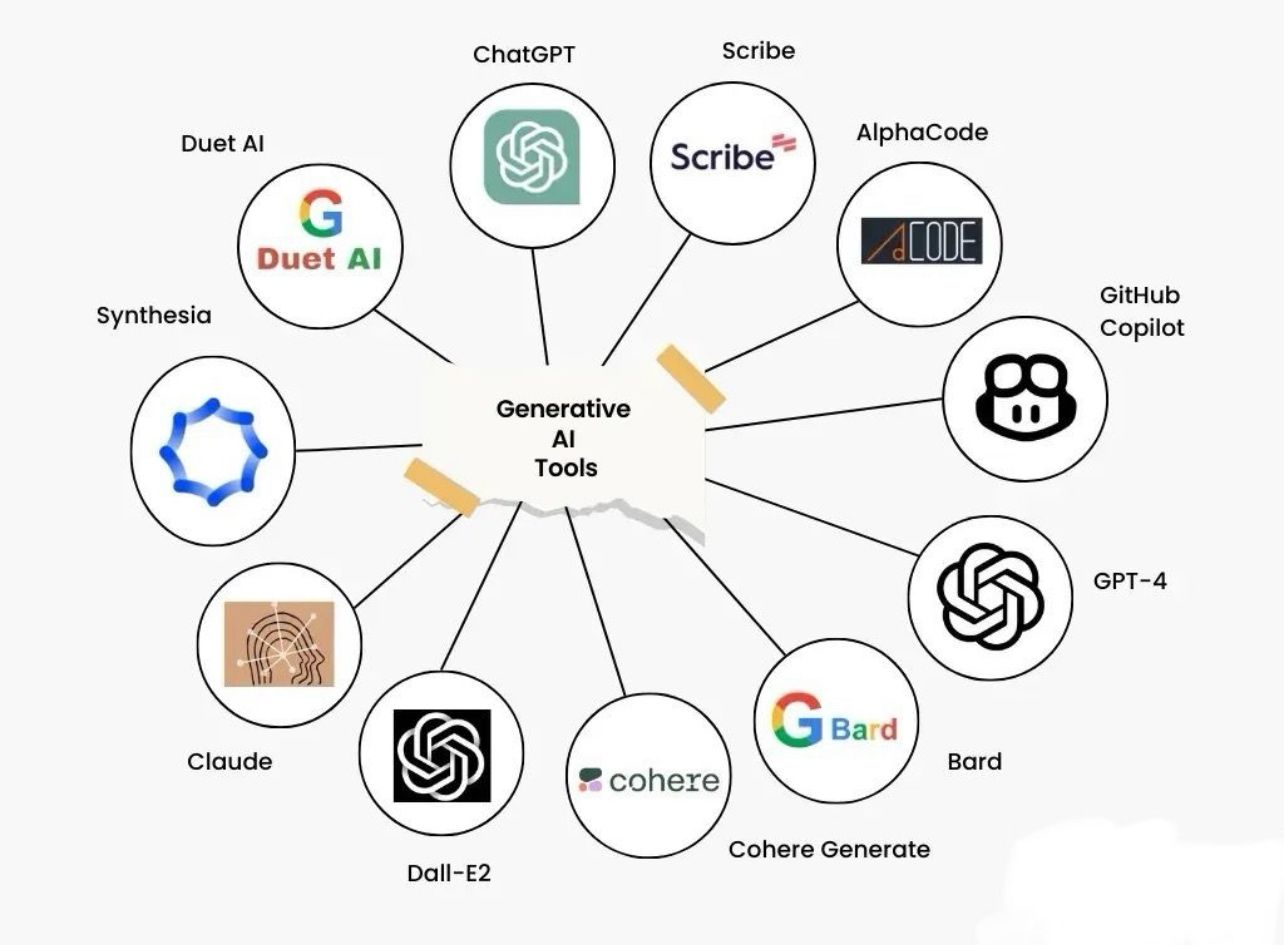 ChatGPT
Scribe
Scribe
AlphaCode
CODE
Duet AI
G
Duet AI
GitHub
Copilot
Synthesia
Generative
AI
Tools
GPT-4
G Bard
Bard
Claude
cohere
Cohere Generate
Dall-E2